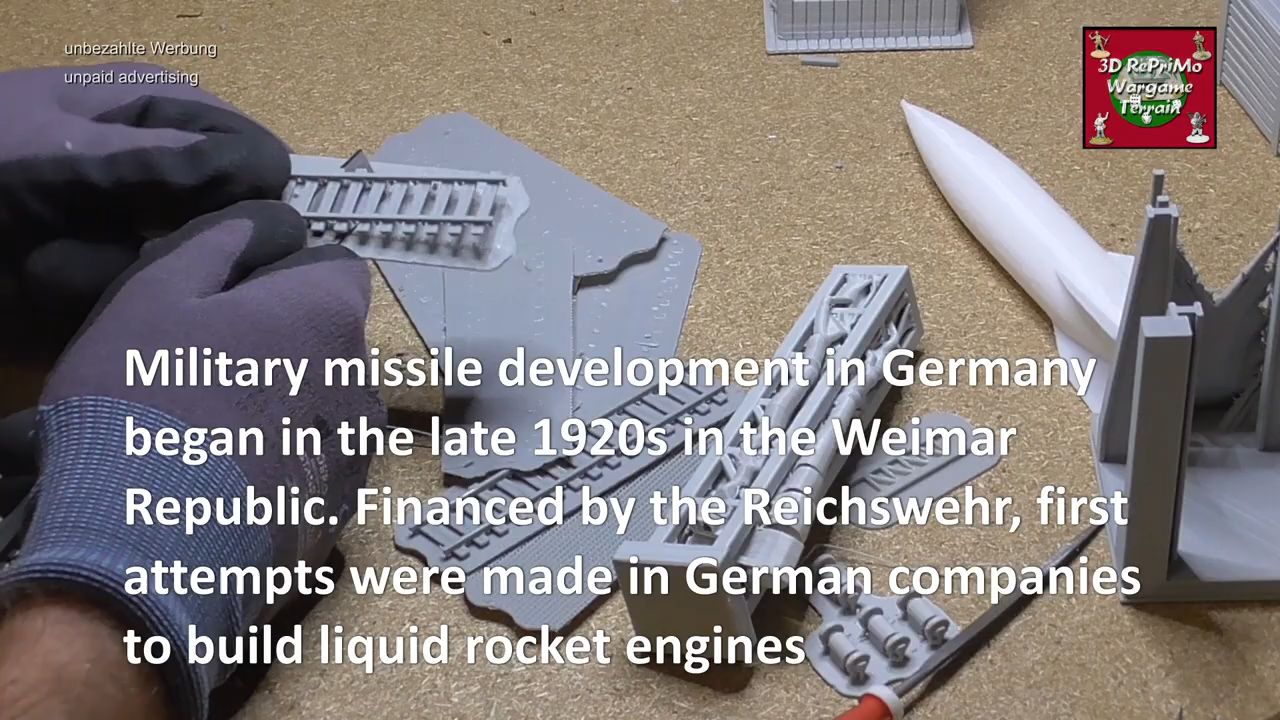 unbezahlte Werbung
unpaid advertising
3D RePriMo
Wargame
Terrain
Military missile development in Germany
began in the late 1920s in the Weimar
Republic. Financed by the Reichswehr, first
attempts were made in German companies
to build liquid rocket engines